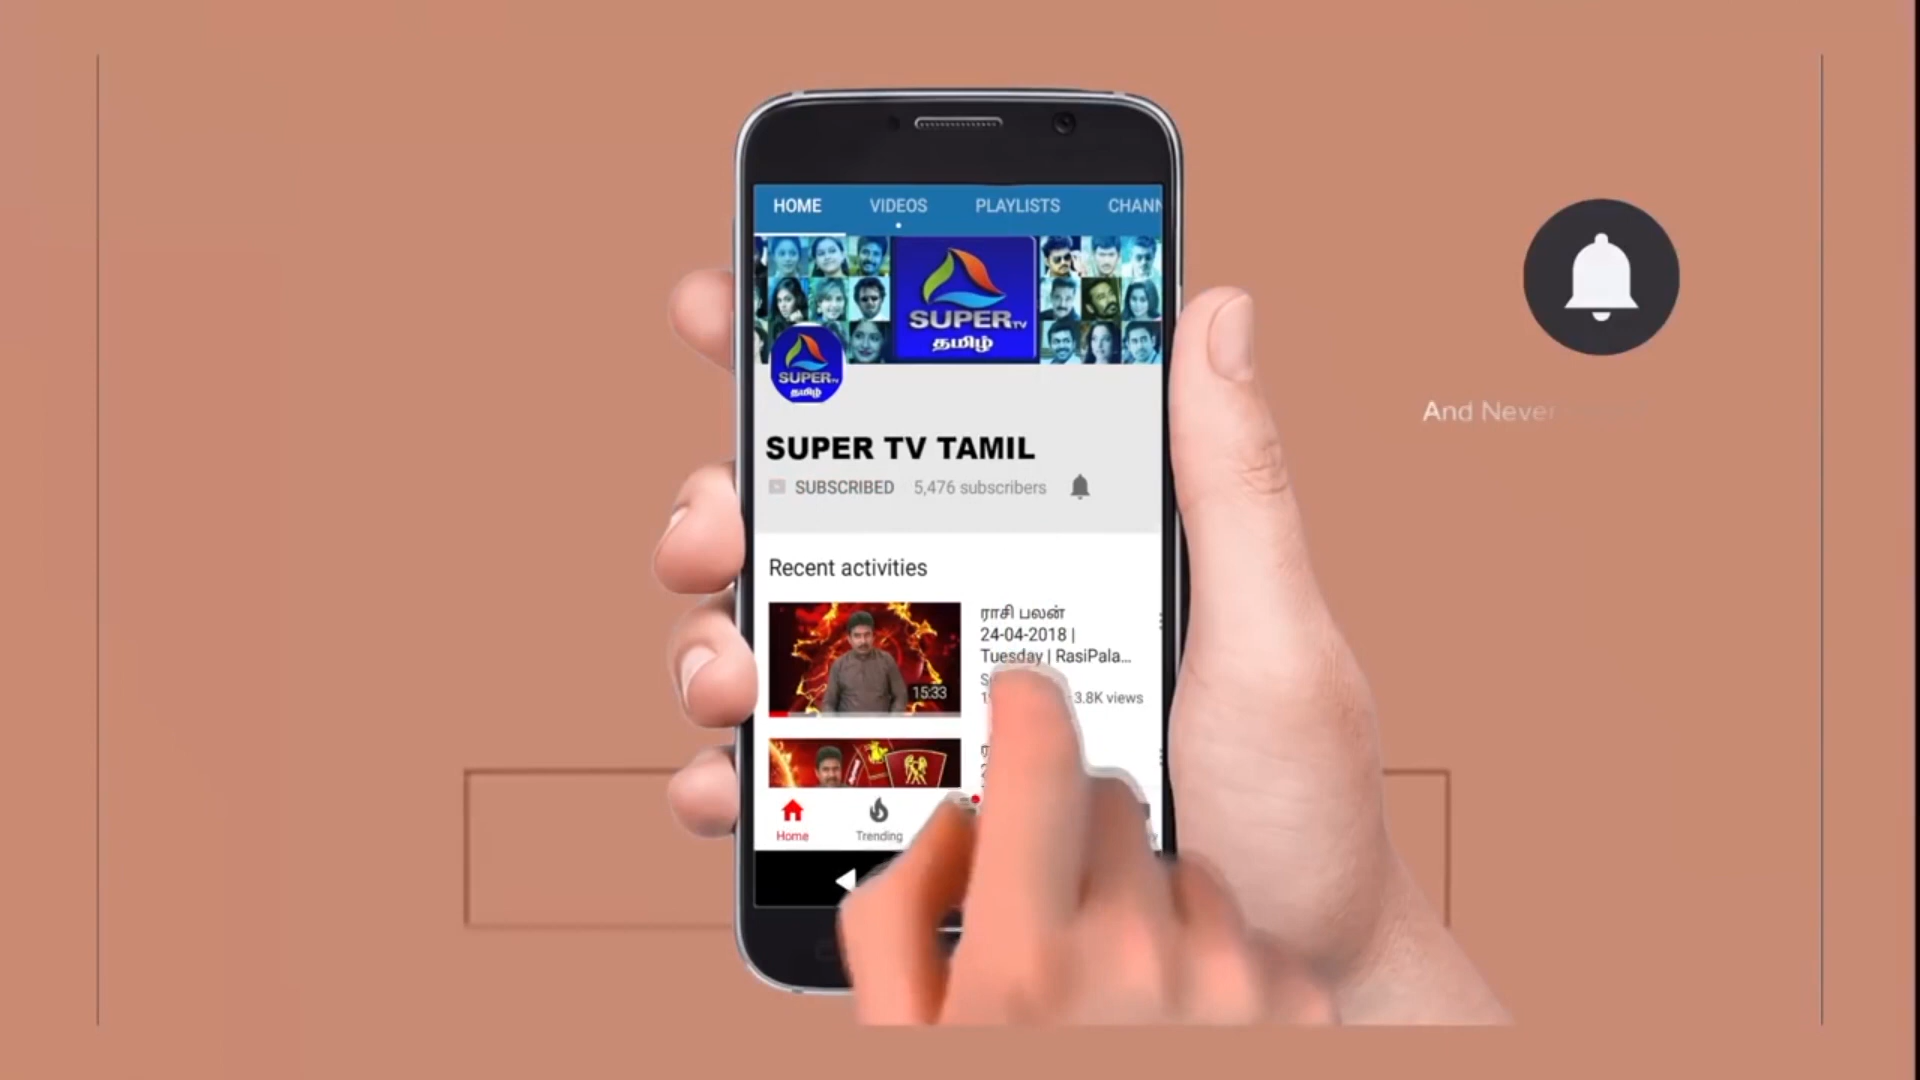 HOME VIDEOS PLAYLISTS CHANN
SUPER TV
தமிழ்
SUPER TV
தமிழ்
And Never
SUPER TV TAMIL
SUBSCRIBED 5,476 subscribers
Recent activities
ராசி பலன்
24-04-2018 |
Tuesday | RasiPala...
15:33
3.8K views
Home Trending